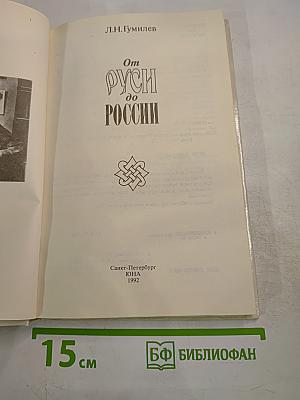 Л.Н.Гумилев
От
РУСИ
до
РОССИИ
Санкт-Петербург
ЮНА
1992
15 см
БФ БИБЛИОФАН